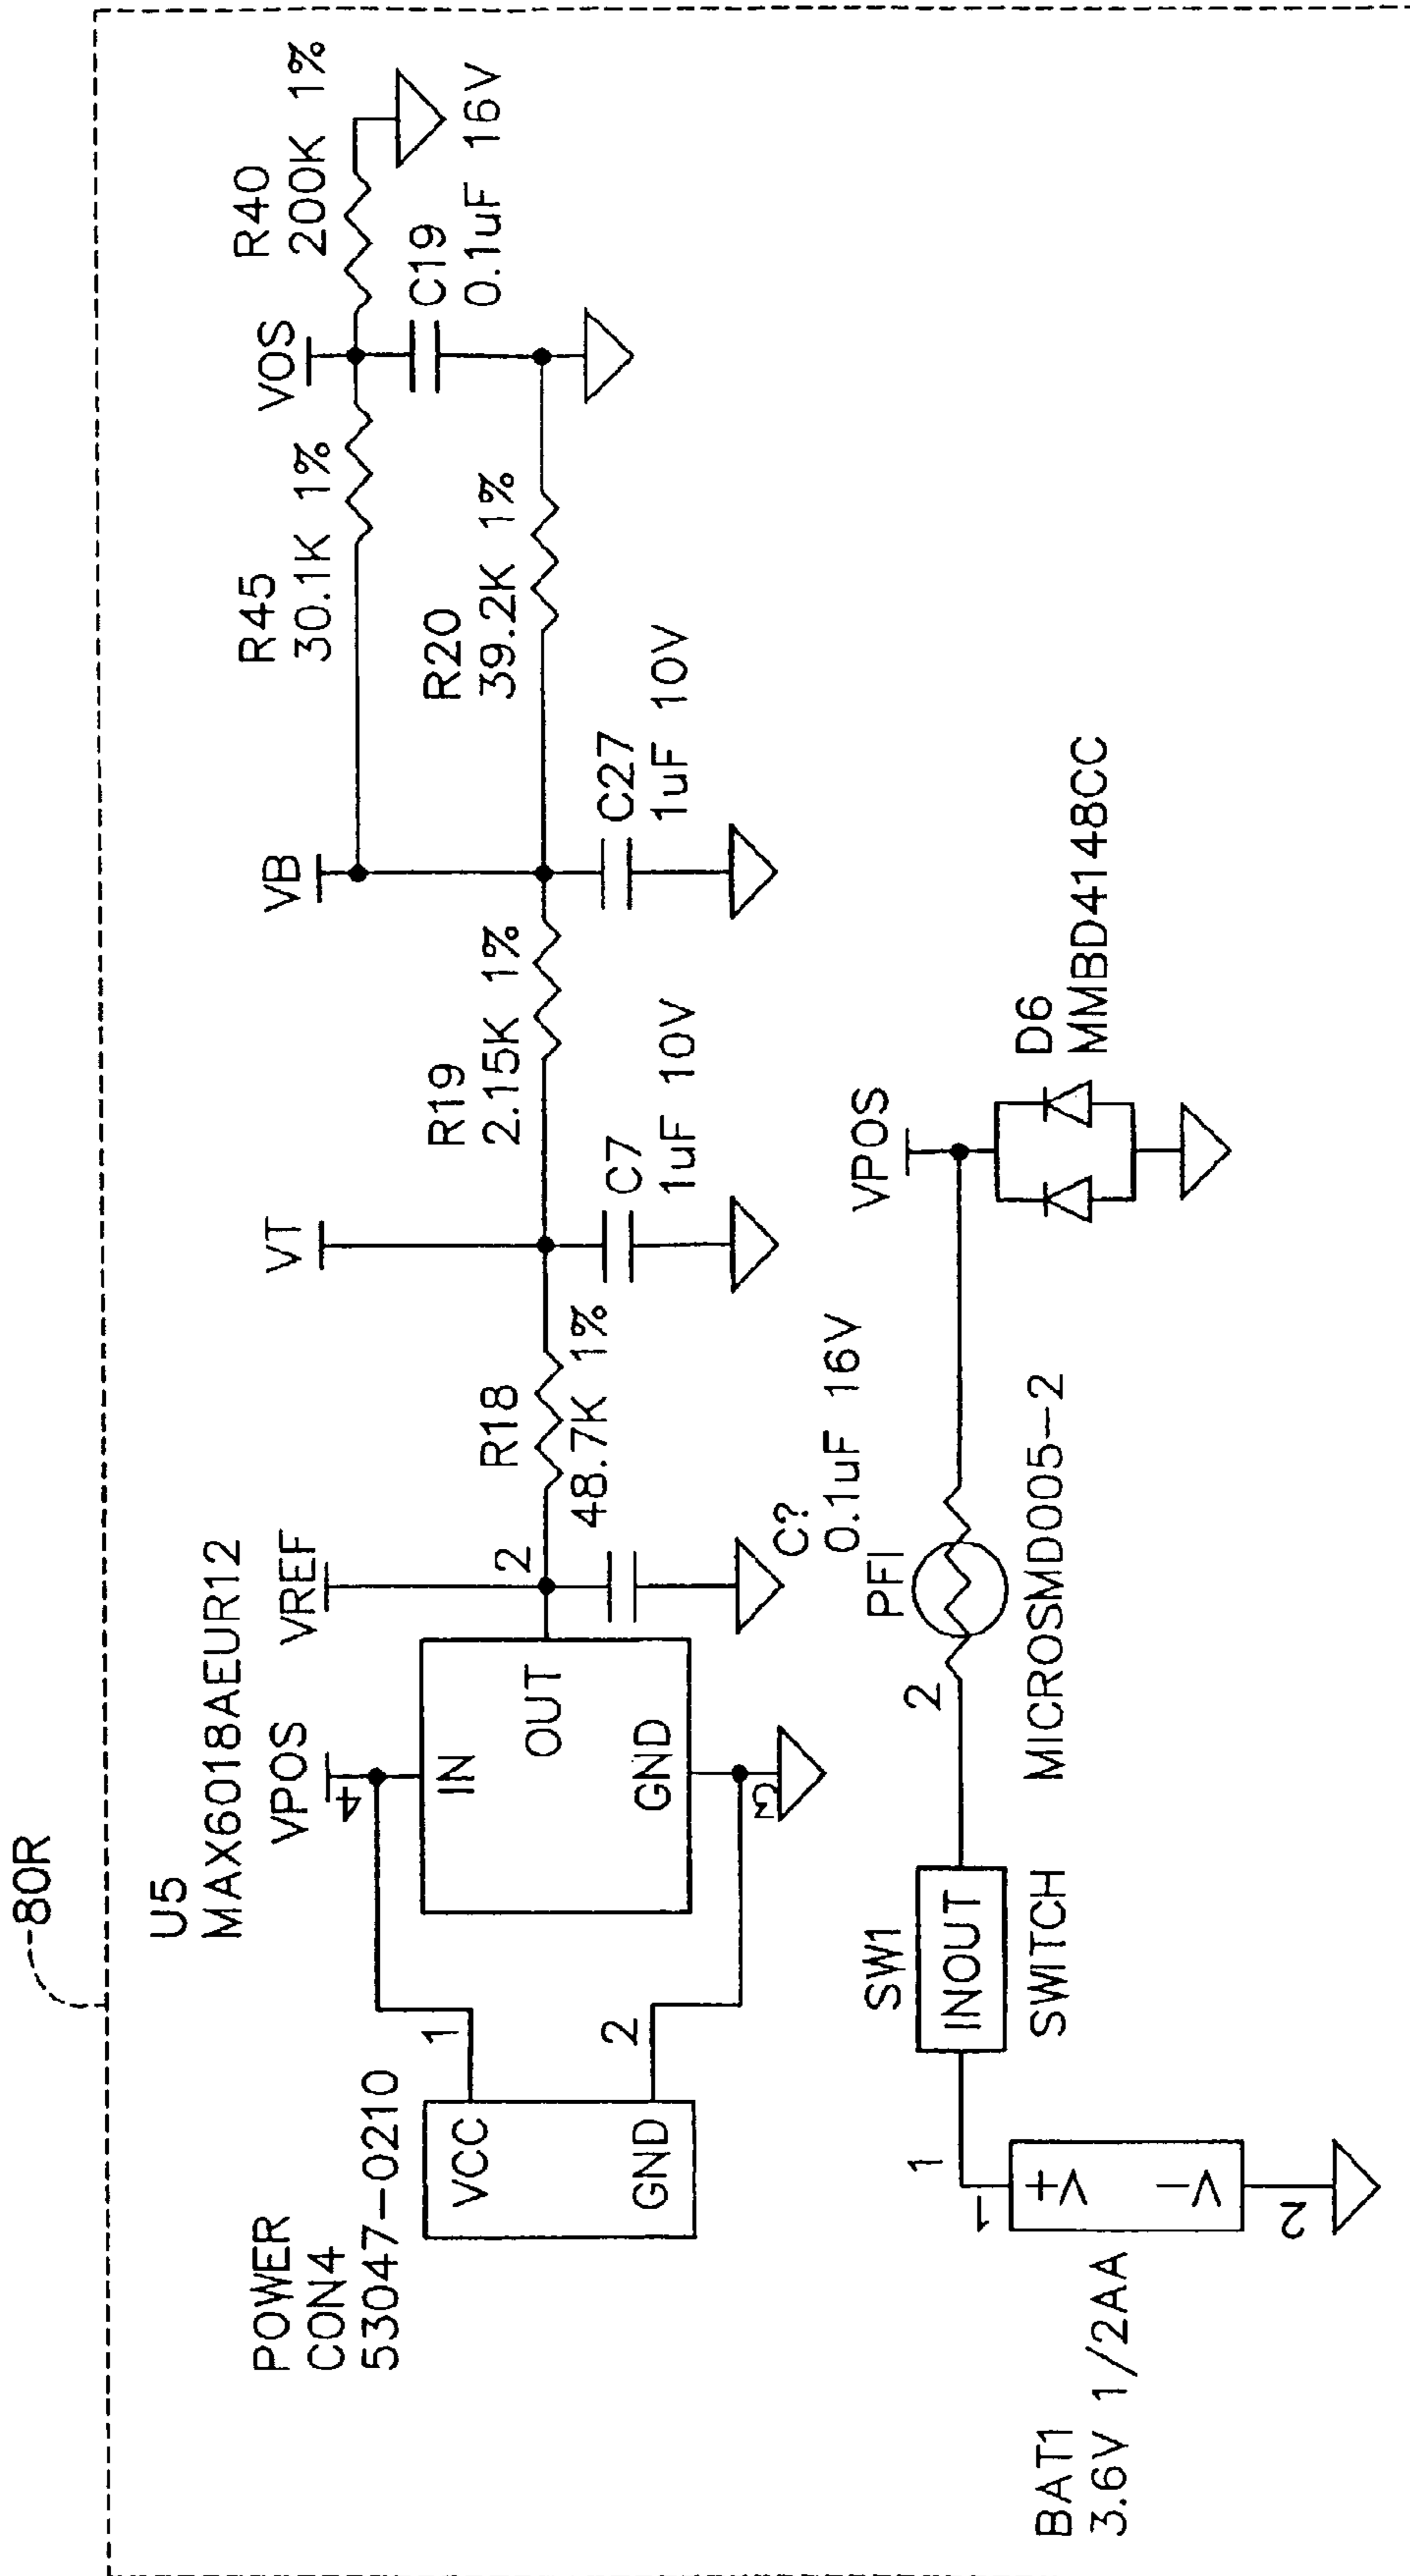 80R
U5
MAX6018AEUR12
POWER
CON4
53047-0210
VCC
GND
1
2
VPOS
4
IN
OUT
GND
3
VREF
2
C?
0.1uF 16V
R18
48.7K 1%
VT
C7
1uF 10V
R19
2.15K 1%
VB
C27
1uF 10V
R45
30.1K 1%
R20
39.2K 1%
VOS
C19
0.1uF 16V
R40
200K 1%
BAT1
3.6V 1/2AA
1
V+
V-
2
1
SW1
INOUT
SWITCH
2
PFI
MICROSMD005-2
VPOS
D6
MMBD4148CC